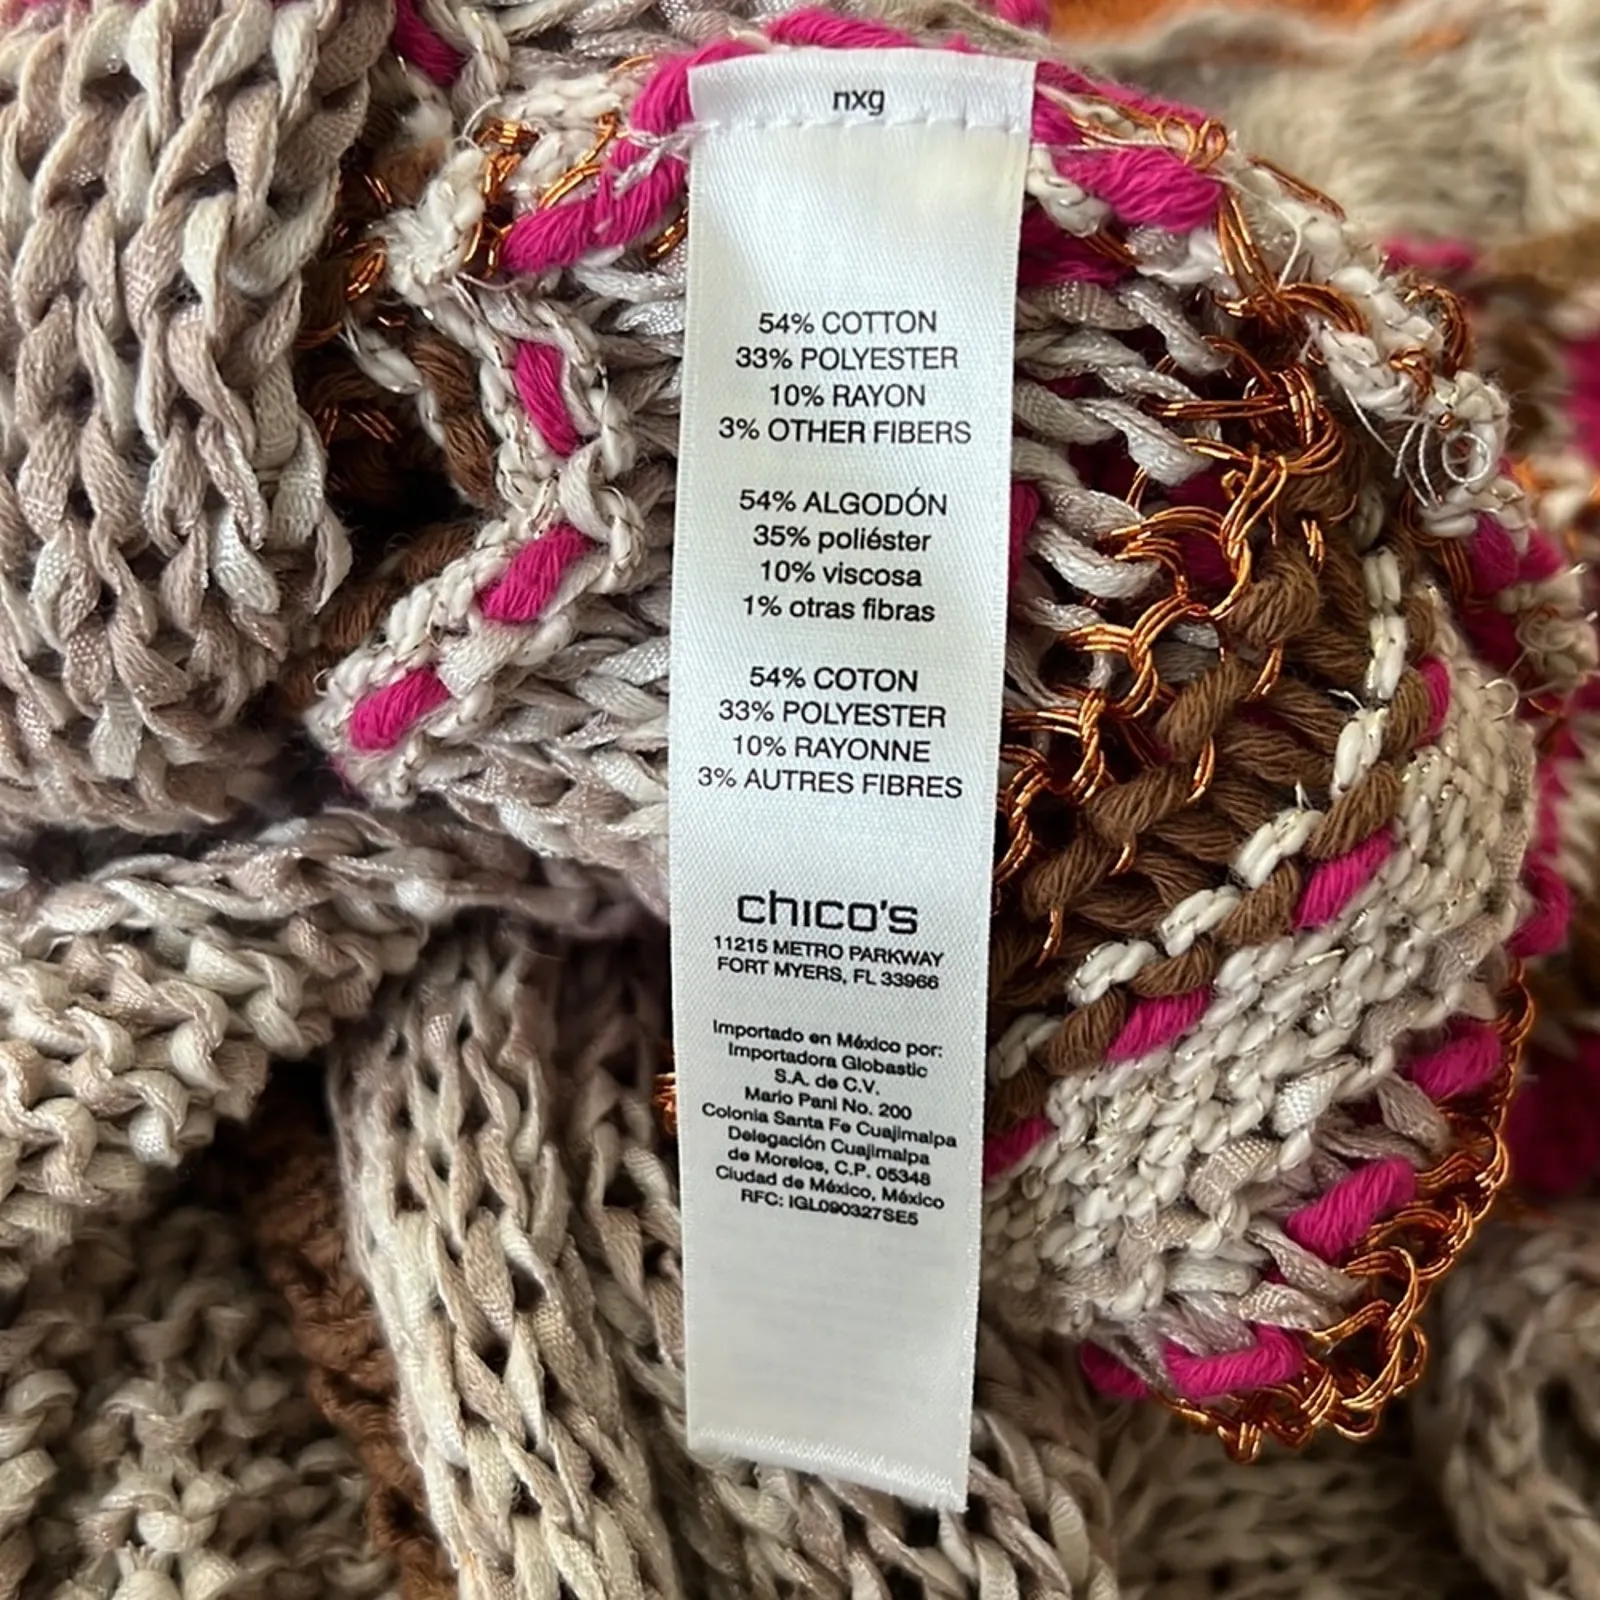 nxg
54% COTTON
33% POLYESTER
10% RAYON
3% OTHER FIBERS
54% ALGODÓN
35% poliéster
10% viscosa
1% otras fibras
54% COTON
33% POLYESTER
10% RAYONNE
3% AUTRES FIBRES
chico's
11215 METRO PARKWAY
FORT MYERS, FL 33966
Importado en México por:
Importadora Globastic
S.A. de C.V.
Mario Pani No. 200
Colonia Santa Fe Cuajimalpa
Delegación Cuajimalpa
de Morelos, C.P. 05348
Ciudad de México, México
RFC: IGL090327SE5